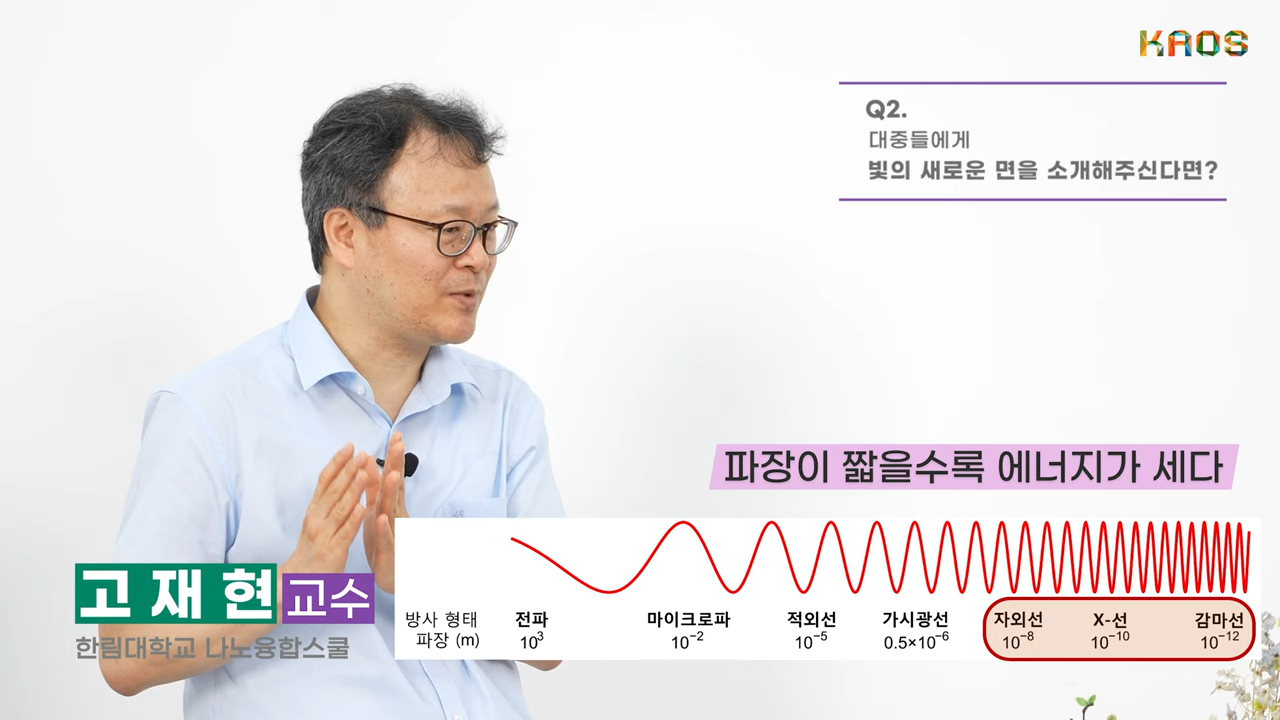 KAOS
Q2.
대중들에게
빛의 새로운 면을 소개해주신다면?
파장이 짧을수록 에너지가 세다
고재현 교수
한림대학교 나노융합스쿨
방사 형태 전파 마이크로파 적외선 가시광선 자외선 X-선 감마선
파장 (m) 10³ 10⁻² 10⁻⁵ 0.5×10⁻⁶ 10⁻⁸ 10⁻¹⁰ 10⁻¹²